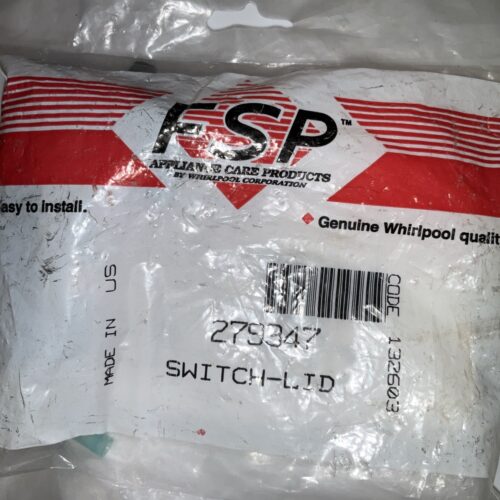 FSP™
APPLIANCE CARE PRODUCTS
BY WHIRLPOOL CORPORATION
easy to install.
Genuine Whirlpool qualit
MADE IN US
279347
SWITCH-LID
CODE 132603